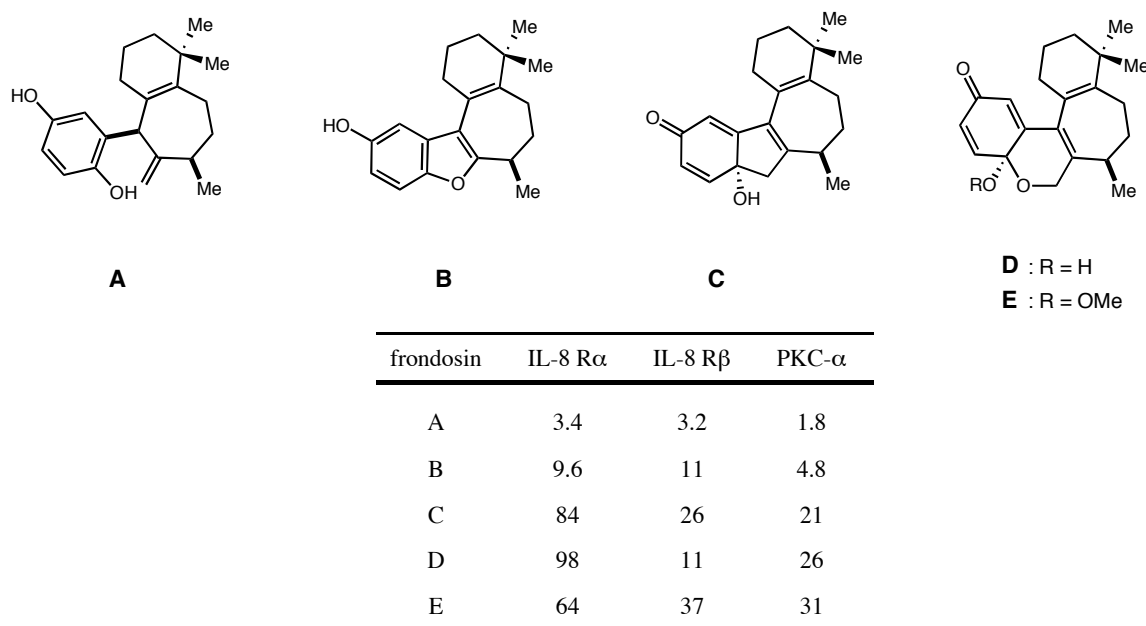 Me
Me
HO
OH
Me
A
Me
Me
HO
O
Me
B
Me
Me
O
OH
Me
C
Me
Me
O
RO
O
Me
D : R = H
E : R = OMe
frondosin IL-8 Rα IL-8 Rβ PKC-α
A 3.4 3.2 1.8
B 9.6 11 4.8
C 84 26 21
D 98 11 26
E 64 37 31